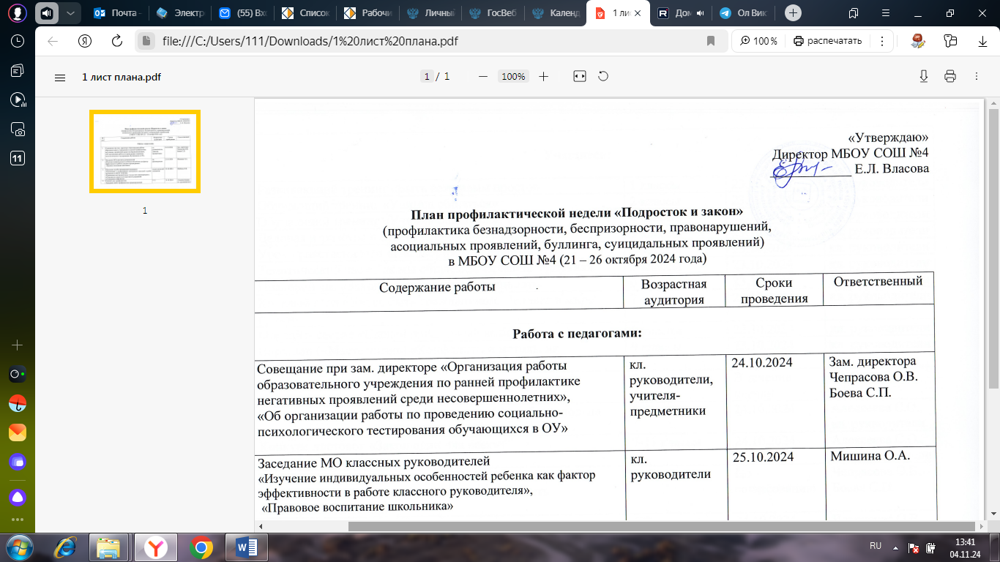 Почта -
Электр
(55) Вх
Список
Рабочи
Личный
ГосВеб
Календ
1 лис
Дом
Ол Вик
file:///C:/Users/111/Downloads/1%20лист%20плана.pdf
100 %
распечатать
1 лист плана.pdf
1 / 1
100%
11
1
«Утверждаю»
Директор МБОУ СОШ №4
Е.Л. Власова
План профилактической недели «Подросток и закон»
(профилактика безнадзорности, беспризорности, правонарушений,
асоциальных проявлений, буллинга, суицидальных проявлений)
в МБОУ СОШ №4 (21 – 26 октября 2024 года)
Содержание работы
Возрастная
аудитория
Сроки
проведения
Ответственный
Работа с педагогами:
Совещание при зам. директоре «Организация работы
образовательного учреждения по ранней профилактике
негативных проявлений среди несовершеннолетних»,
«Об организации работы по проведению социально-
психологического тестирования обучающихся в ОУ»
кл.
руководители,
учителя-
предметники
24.10.2024
Зам. директора
Чепрасова О.В.
Боева С.П.
Заседание МО классных руководителей
«Изучение индивидуальных особенностей ребенка как фактор
эффективности в работе классного руководителя»,
«Правовое воспитание школьника»
кл.
руководители
25.10.2024
Мишина О.А.
RU
13:41
04.11.24